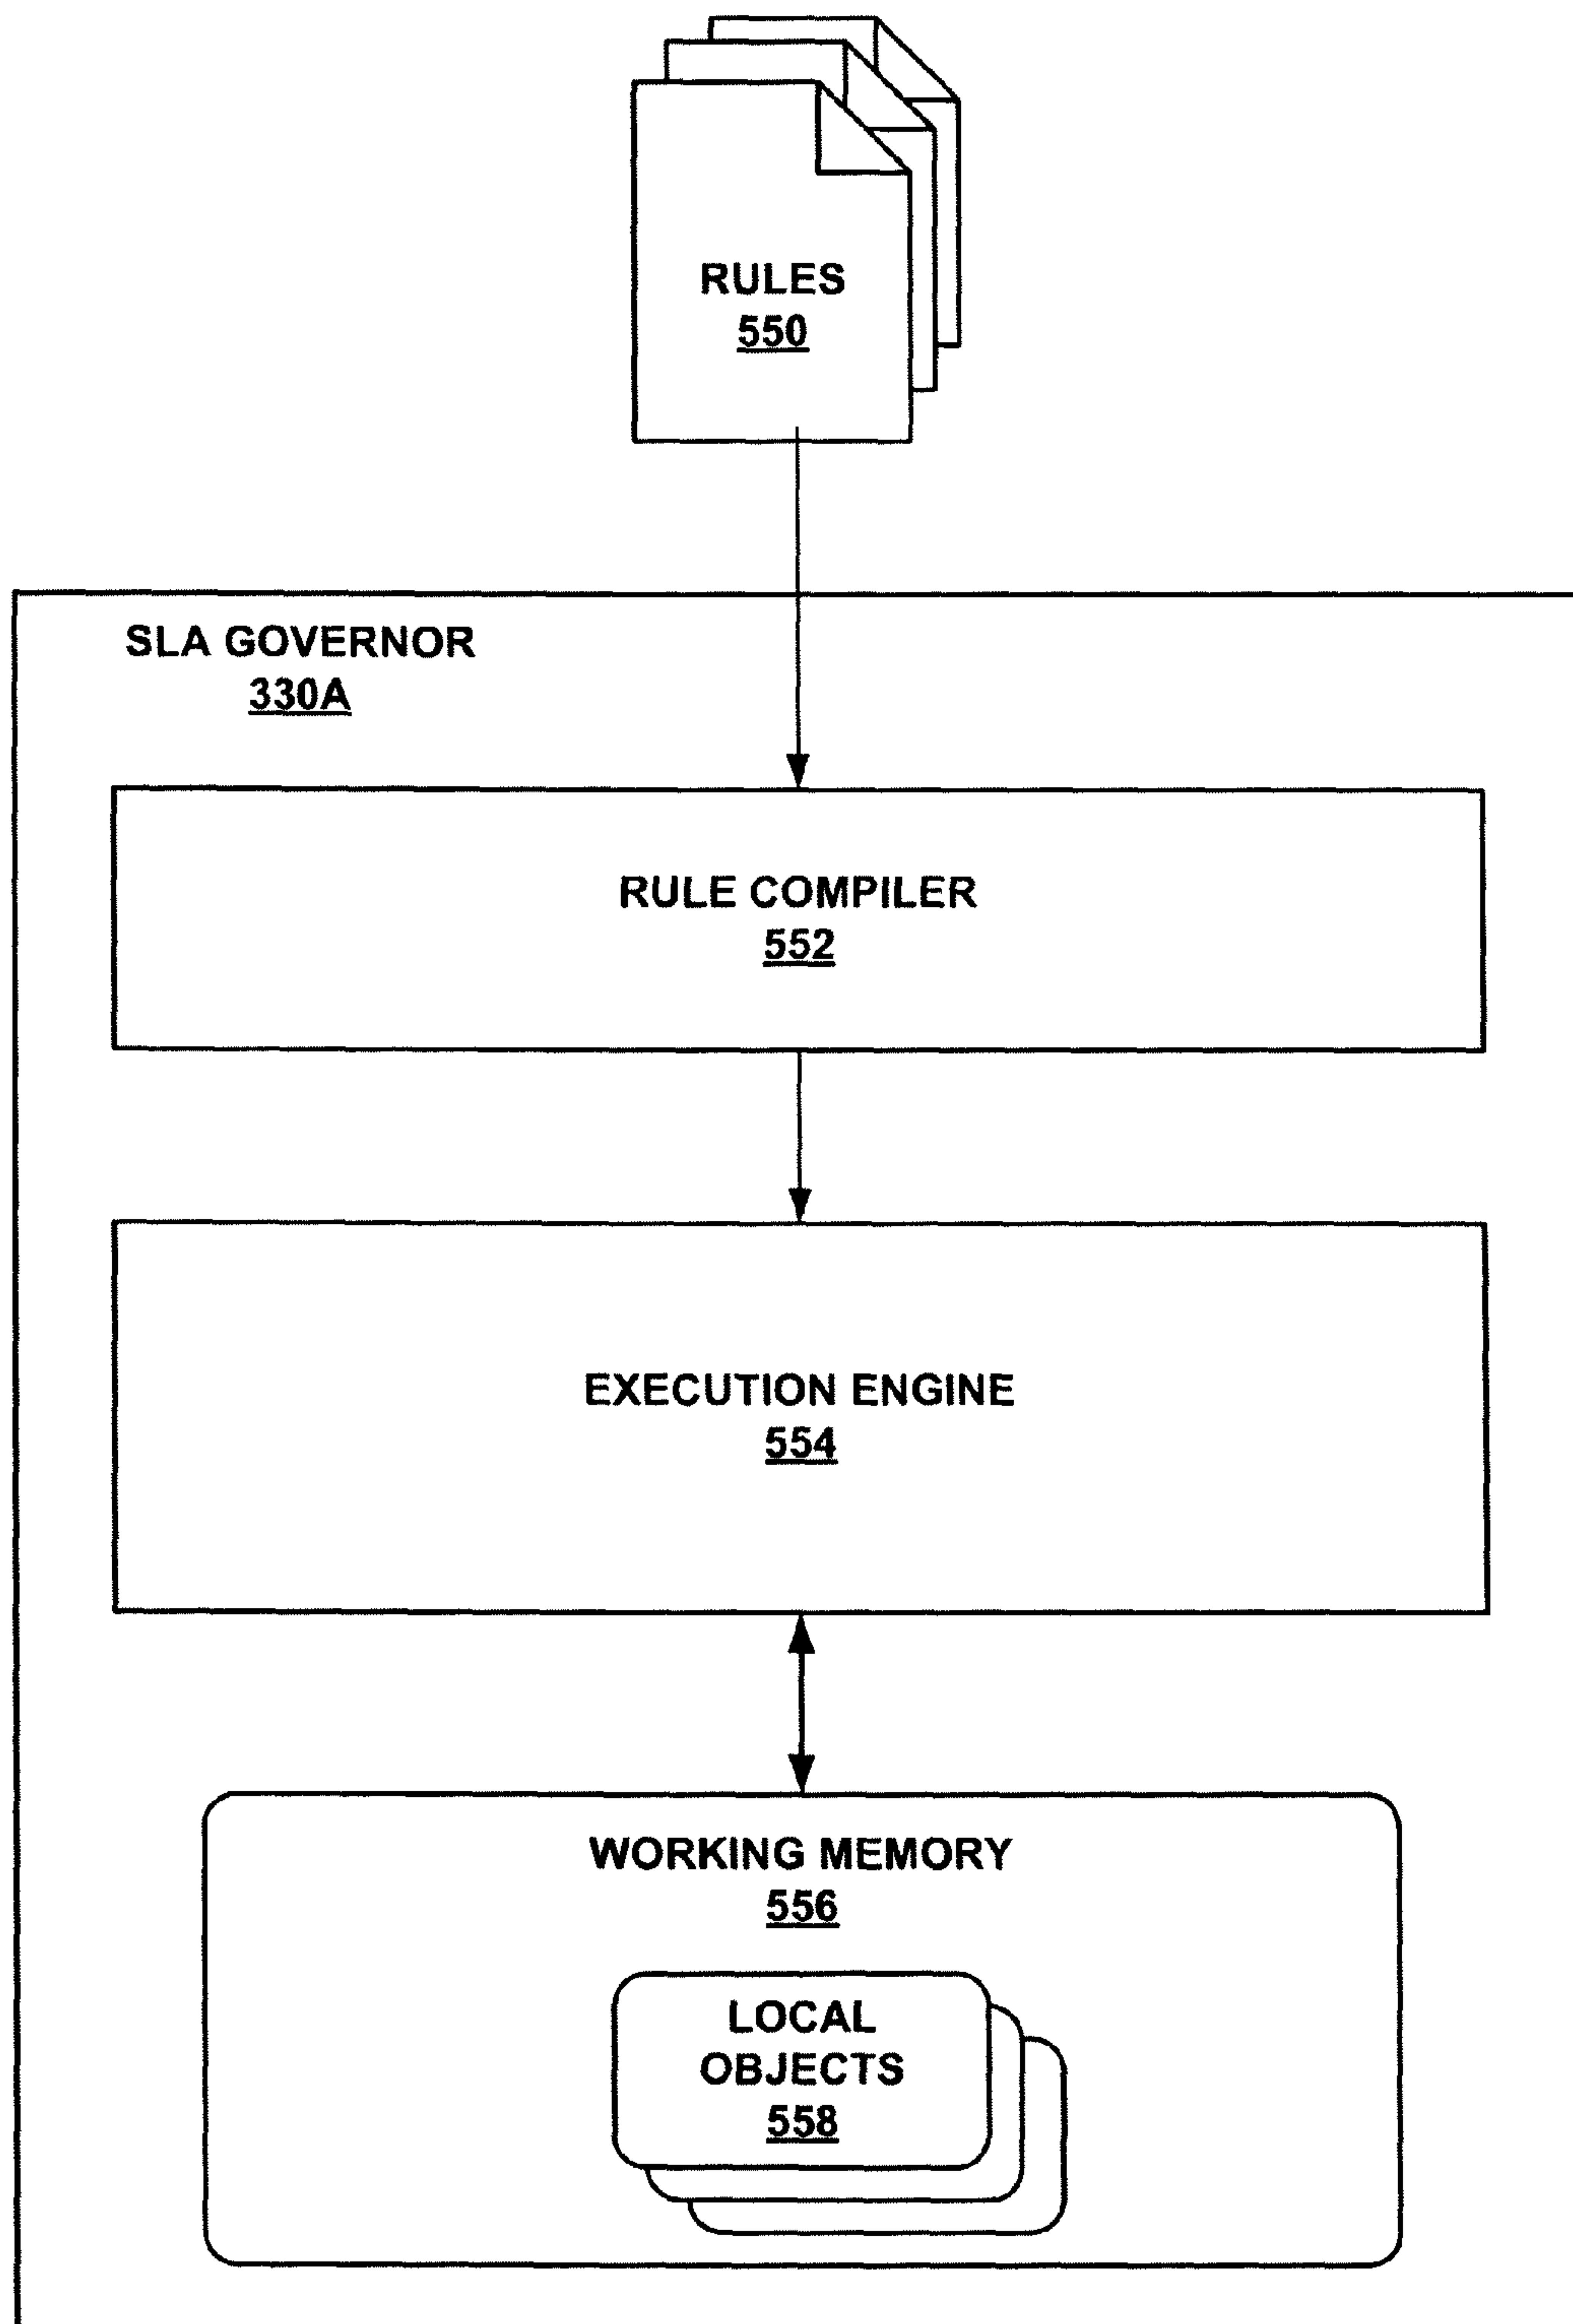 RULES
550
SLA GOVERNOR
330A
RULE COMPILER
552
EXECUTION ENGINE
554
WORKING MEMORY
556
LOCAL
OBJECTS
558